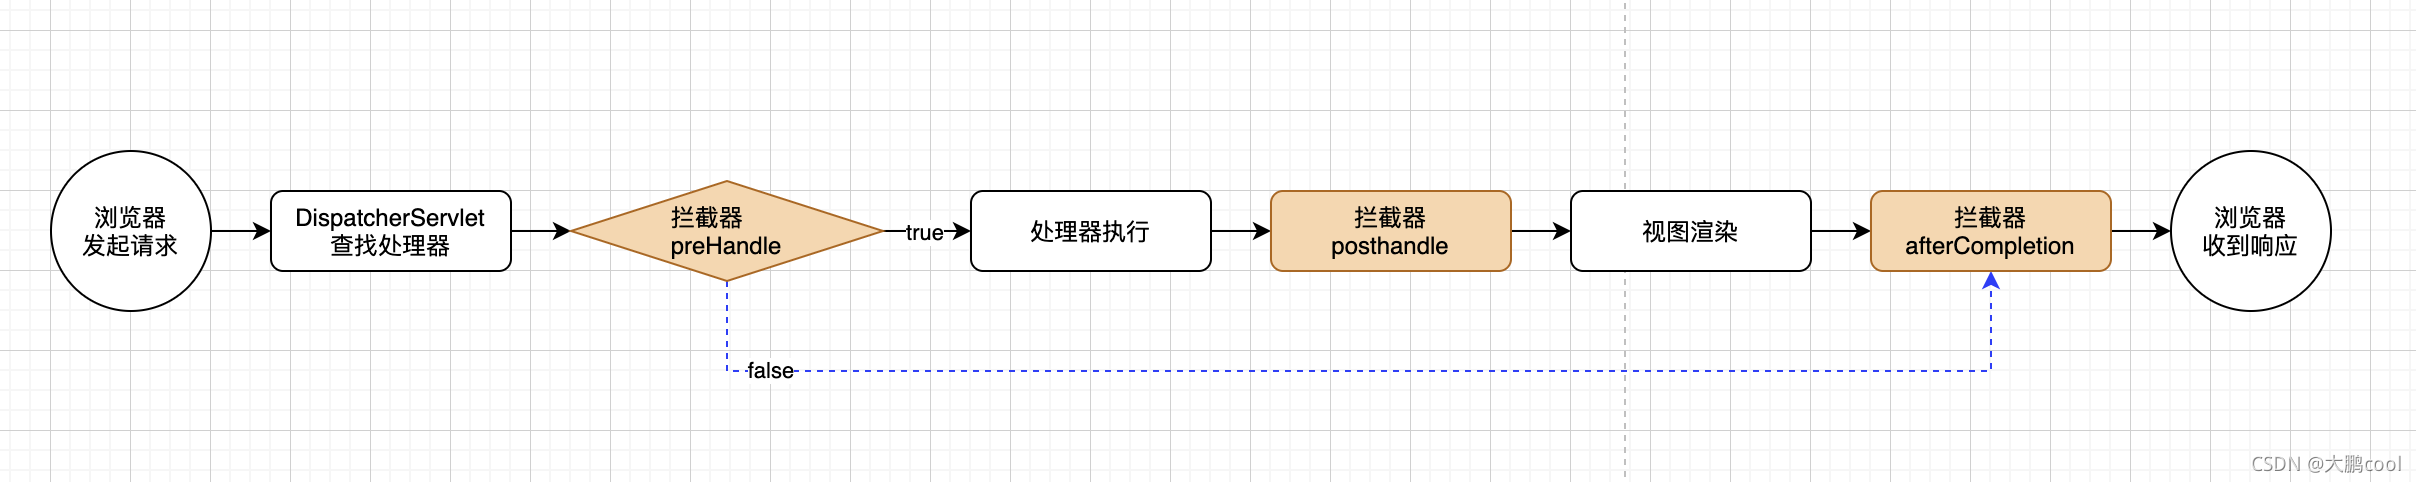 浏览器
发起请求
DispatcherServlet
查找处理器
拦截器
preHandle
true
处理器执行
拦截器
posthandle
视图渲染
拦截器
afterCompletion
浏览器
收到响应
false
CSDN @大鹏cool